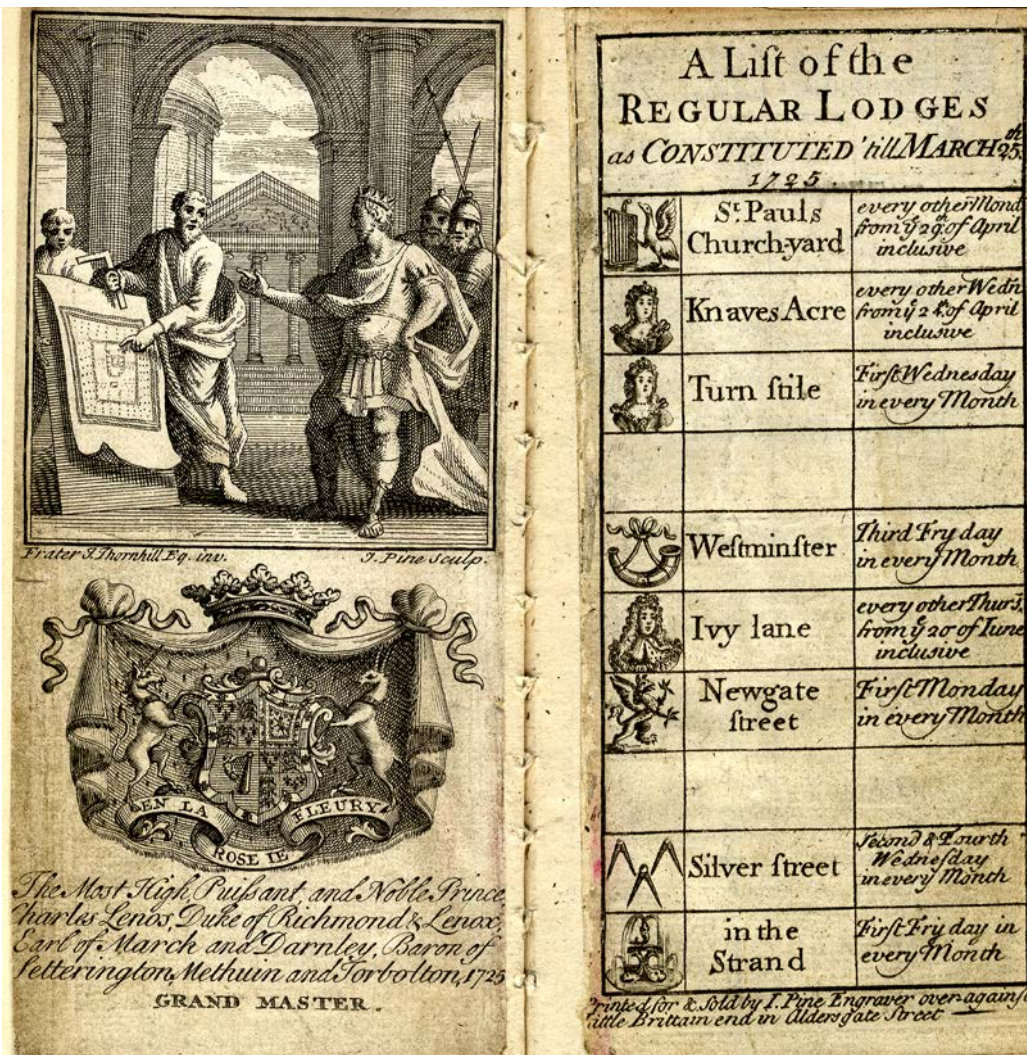 Frater J. Thornhill Eq. inv. J. Pine Sculp.
EN LA ROSE IE FLEURY
The Most High, Puiſsant, and Noble Prince
Charles Lenos, Duke of Richmond & Lenox,
Earl of March and Darnley, Baron of
Setterington, Methuin and Torbolton, 1725
GRAND MASTER.
A Liſt of the
REGULAR LODGES
as CONSTITUTED 'till MARCH 25th
1725
St. Pauls
Church-yard
every other Mond
from ye 29th of April
incluſive
Knaves Acre
every other Wedn
from ye 2 of April
incluſive
Turn ſtile
Firſt Wednesday
in every Month
Weſtminſter
Third Fryday
in every Month
Ivy lane
every other Thurs,
from ye 20 of Iune
incluſive
Newgate
ſtreet
Firſt Monday
in every Month
Silver ſtreet
Second & Fourth
Wedneſday
in every Month
in the
Strand
Firſt Fryday in
every Month
Printed for & Sold by I. Pine Engraver over-againſ
Little Brittain end in Aldersgate Street